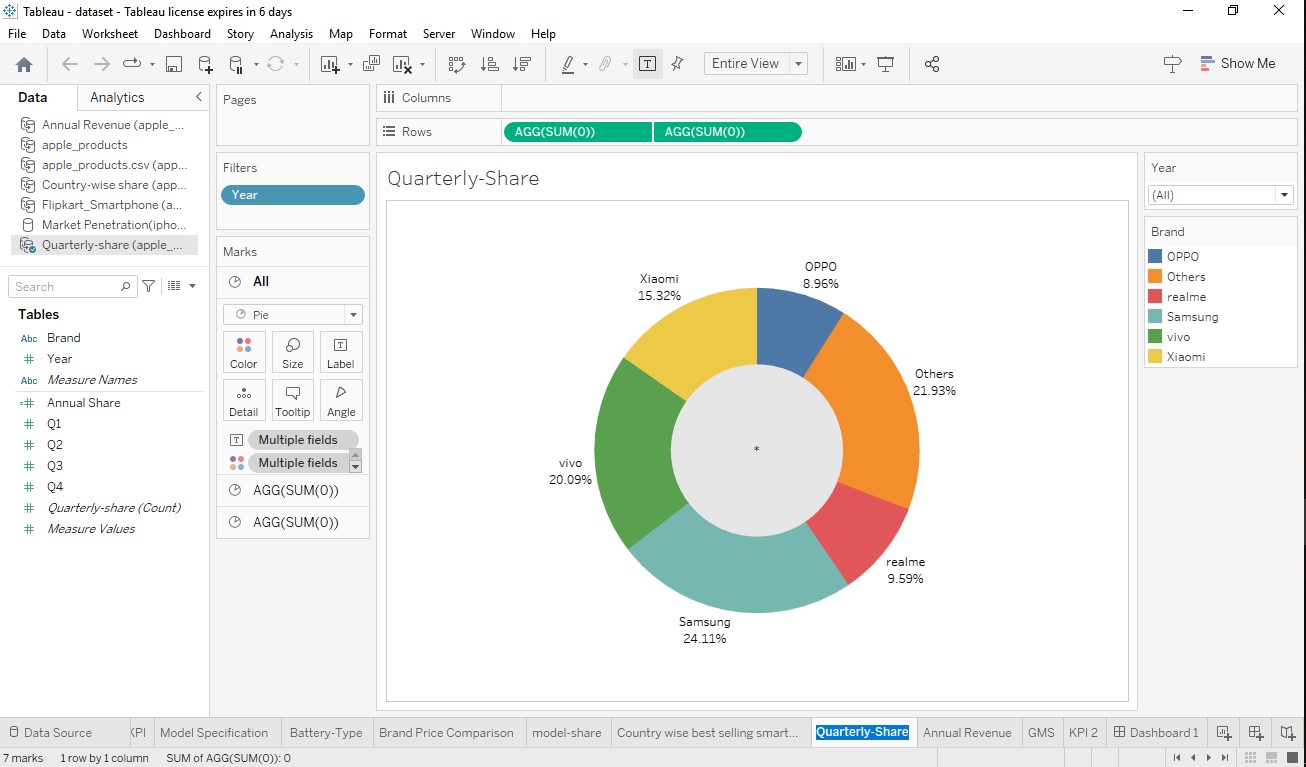 Tableau - dataset - Tableau license expires in 6 days
File Data Worksheet Dashboard Story Analysis Map Format Server Window Help
Entire View
Show Me
Data Analytics
Annual Revenue (apple_...
apple_products
apple_products.csv (app...
Country-wise share (app...
Flipkart_Smartphone (a...
Market Penetration(ipho...
Quarterly-share (apple_...
Search
Tables
Abc Brand
Year
Abc Measure Names
Annual Share
Q1
Q2
Q3
Q4
Quarterly-share (Count)
Measure Values
Pages
Filters
Year
Marks
All
Pie
Color Size Label
Detail Tooltip Angle
Multiple fields
Multiple fields
AGG(SUM(0))
AGG(SUM(0))
Columns
Rows AGG(SUM(0)) AGG(SUM(0))
Quarterly-Share
OPPO
8.96%
Xiaomi
15.32%
Others
21.93%
*
vivo
20.09%
realme
9.59%
Samsung
24.11%
Year
(All)
Brand
OPPO
Others
realme
Samsung
vivo
Xiaomi
Data Source KPI Model Specification Battery-Type Brand Price Comparison model-share Country wise best selling smart... Quarterly-Share Annual Revenue GMS KPI 2 Dashboard 1
7 marks 1 row by 1 column SUM of AGG(SUM(0)): 0